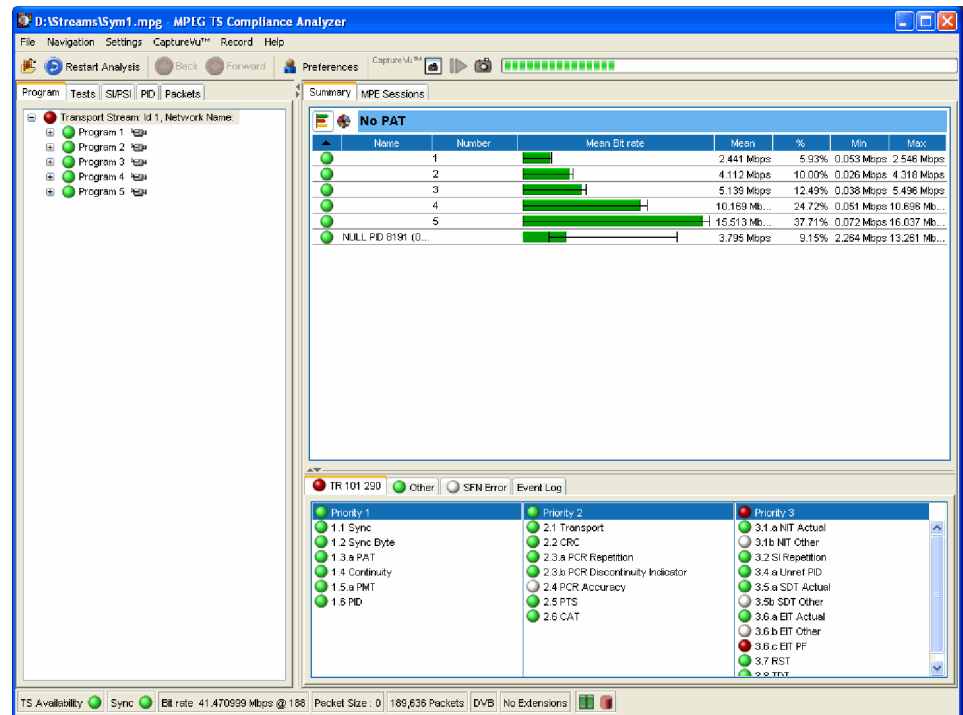 D:\Streams\Sym1.mpg - MPEG TS Compliance Analyzer
File Navigation Settings CaptureVu™ Record Help
Restart Analysis Back Forward Preferences CaptureVu™
Program Tests SI/PSI PID Packets
Summary MPE Sessions
Transport Stream: Id 1, Network Name:
Program 1
Program 2
Program 3
Program 4
Program 5
No PAT
Name Number Mean Bit rate Mean % Min Max
1 2.441 Mbps 5.93% 0.053 Mbps 2.546 Mbps
2 4.112 Mbps 10.00% 0.026 Mbps 4.318 Mbps
3 5.139 Mbps 12.49% 0.038 Mbps 5.496 Mbps
4 10.169 Mb... 24.72% 0.051 Mbps 10.696 Mb...
5 15.513 Mb... 37.71% 0.072 Mbps 16.037 Mb...
NULL PID 8191 (0... 3.795 Mbps 9.15% 2.264 Mbps 13.261 Mb...
TR 101 290 Other SFN Error Event Log
Priority 1
1.1 Sync
1.2 Sync Byte
1.3.a PAT
1.4 Continuity
1.5.a PMT
1.6 PID
Priority 2
2.1 Transport
2.2 CRC
2.3.a PCR Repetition
2.3.b PCR Discontinuity Indicator
2.4 PCR Accuracy
2.5 PTS
2.6 CAT
Priority 3
3.1.a NIT Actual
3.1b NIT Other
3.2 SI Repetition
3.4.a Unref PID
3.5.a SDT Actual
3.5b SDT Other
3.6.a EIT Actual
3.6.b EIT Other
3.6.c EIT PF
3.7 RST
3.8 TDT
TS Availability Sync Bit rate 41.470999 Mbps @ 188 Packet Size : 0 189,636 Packets DVB No Extensions